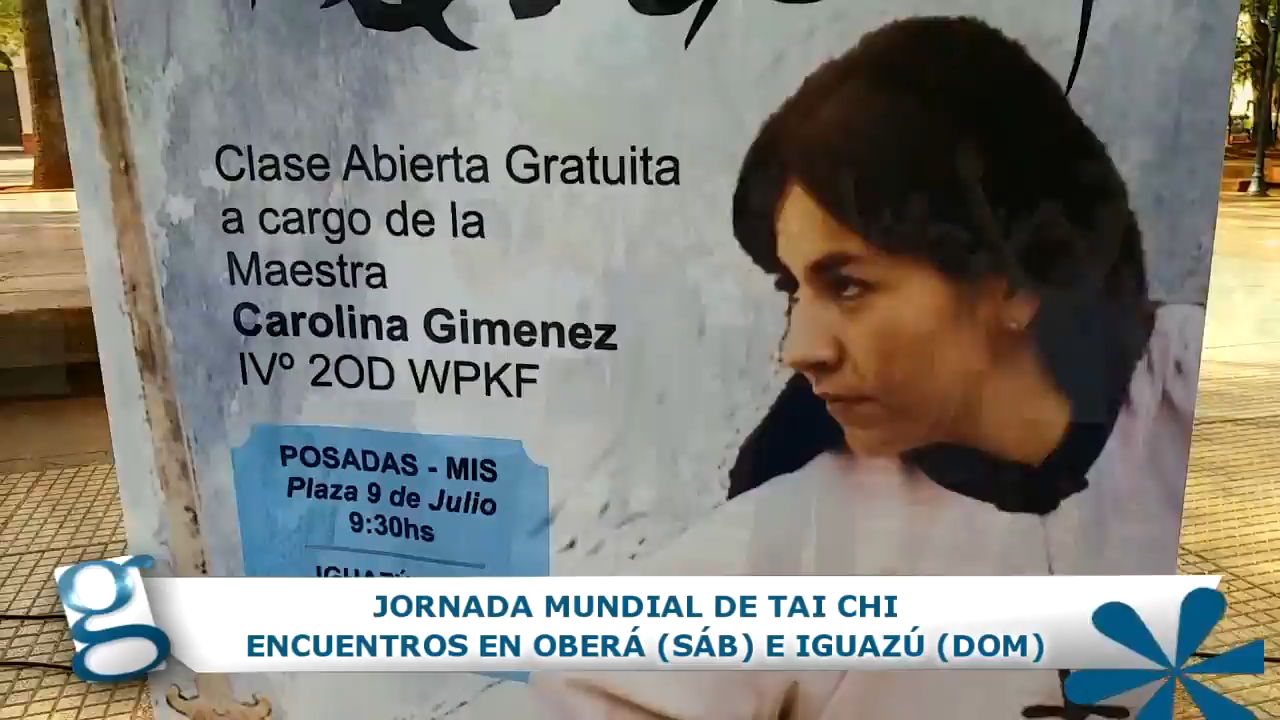 Clase Abierta Gratuita
a cargo de la
Maestra
Carolina Gimenez
IVº 2OD WPKF
POSADAS - MIS
Plaza 9 de Julio
9:30hs
g
JORNADA MUNDIAL DE TAI CHI
ENCUENTROS EN OBERÁ (SÁB) E IGUAZÚ (DOM)